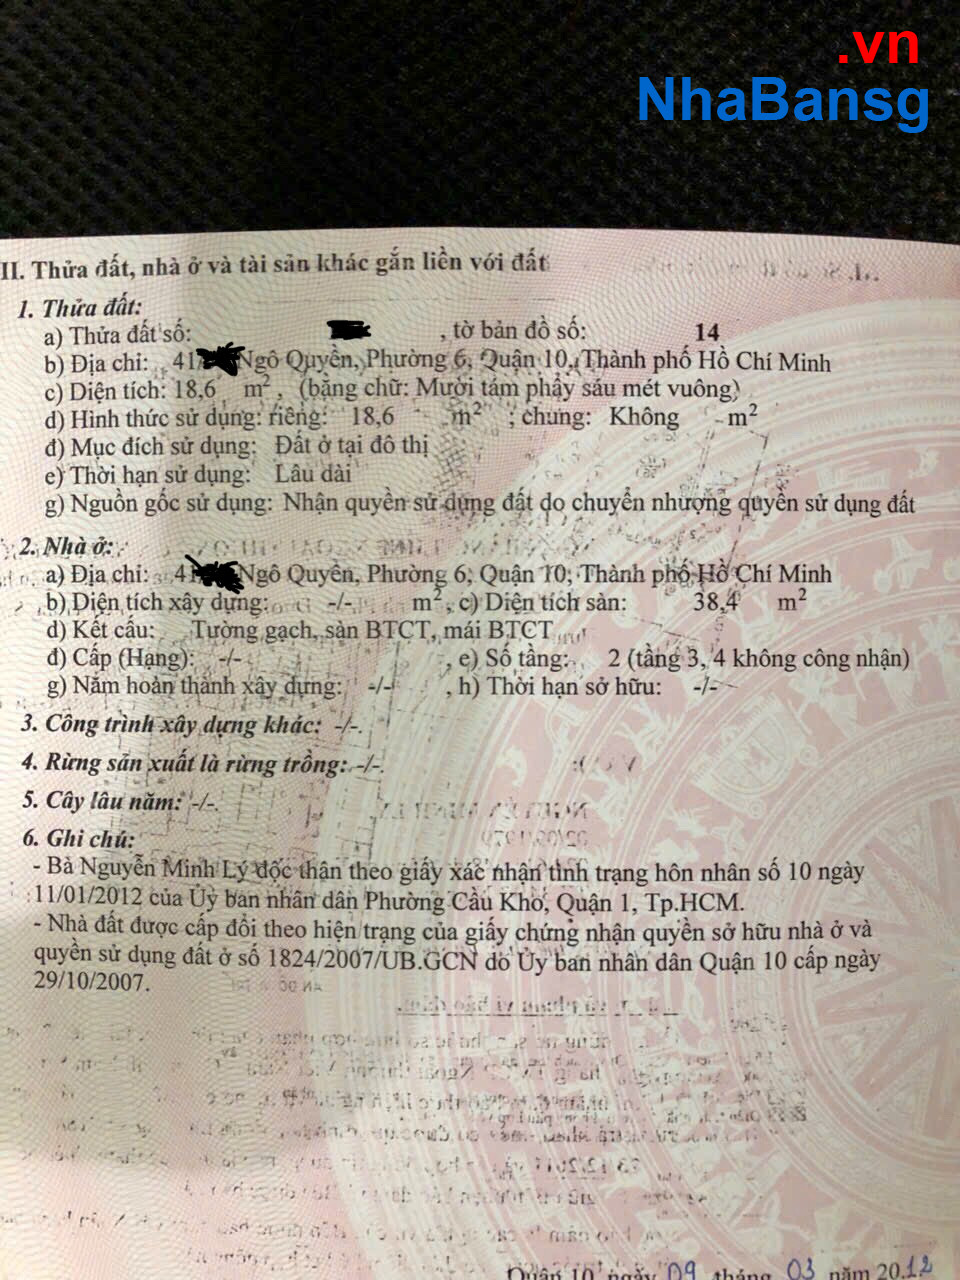 .vn
NhaBansg
II. Thửa đất, nhà ở và tài sản khác gắn liền với đất
1. Thửa đất:
a) Thửa đất số: , tờ bản đồ số: 14
b) Địa chỉ: 41/ Ngô Quyền, Phường 6, Quận 10, Thành phố Hồ Chí Minh
c) Diện tích: 18,6 m², (bằng chữ: Mười tám phẩy sáu mét vuông)
d) Hình thức sử dụng: riêng: 18,6 m² ; chung: Không m²
đ) Mục đích sử dụng: Đất ở tại đô thị
e) Thời hạn sử dụng: Lâu dài
g) Nguồn gốc sử dụng: Nhận quyền sử dụng đất do chuyển nhượng quyền sử dụng đất
2. Nhà ở:
a) Địa chỉ: 41 Ngô Quyền, Phường 6, Quận 10, Thành phố Hồ Chí Minh
b) Diện tích xây dựng: -/- m², c) Diện tích sàn: 38,4 m²
d) Kết cấu: Tường gạch, sàn BTCT, mái BTCT
đ) Cấp (Hạng): -/- , e) Số tầng: 2 (tầng 3, 4 không công nhận)
g) Năm hoàn thành xây dựng: -/- , h) Thời hạn sở hữu: -/-
3. Công trình xây dựng khác: -/-.
4. Rừng sản xuất là rừng trồng: -/-.
5. Cây lâu năm: -/-.
6. Ghi chú:
- Bà Nguyễn Minh Lý độc thân theo giấy xác nhận tình trạng hôn nhân số 10 ngày
11/01/2012 của Ủy ban nhân dân Phường Cầu Kho, Quận 1, Tp.HCM.
- Nhà đất được cấp đổi theo hiện trạng của giấy chứng nhận quyền sở hữu nhà ở và
quyền sử dụng đất ở số 1824/2007/UB.GCN do Ủy ban nhân dân Quận 10 cấp ngày
29/10/2007.
Quận 10, ngày 09 tháng 03 năm 2012